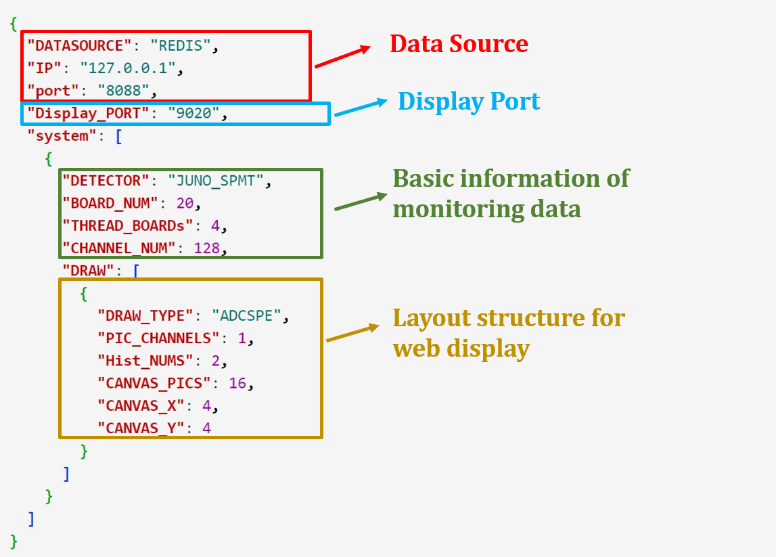 {
"DATASOURCE": "REDIS",
"IP": "127.0.0.1",
"port": "8088",
Data Source
"Display_PORT": "9020",
Display Port
"system": [
{
"DETECTOR": "JUNO_SPMT",
"BOARD_NUM": 20,
"THREAD_BOARDs": 4,
"CHANNEL_NUM": 128,
Basic information of
monitoring data
"DRAW": [
{
"DRAW_TYPE": "ADCSPE",
"PIC_CHANNELS": 1,
"Hist_NUMS": 2,
"CANVAS_PICS": 16,
"CANVAS_X": 4,
"CANVAS_Y": 4
Layout structure for
web display
}
]
}
]
}